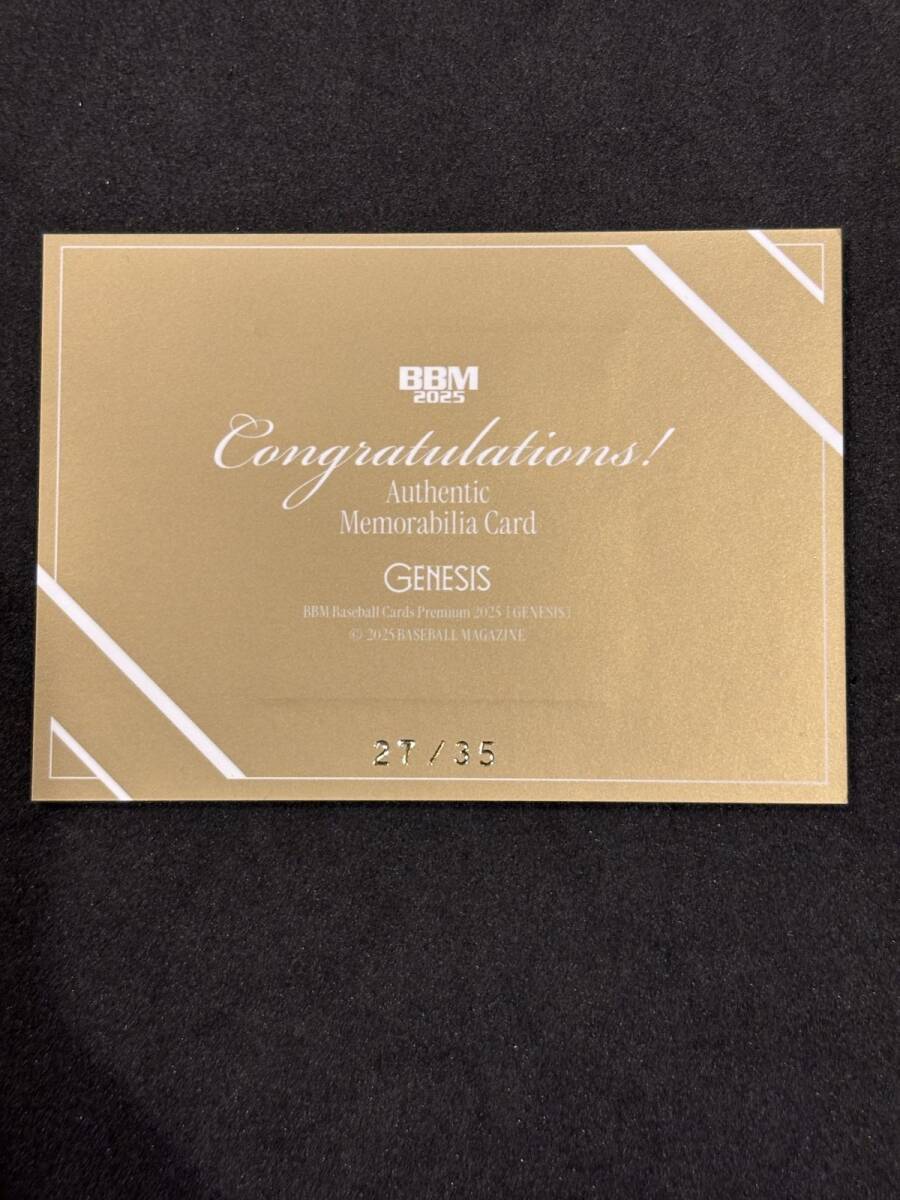 BBM
2025
Congratulations!
Authentic
Memorabilia Card
GENESIS
BBM Baseball Cards Premium 2025 [GENESIS]
© 2025 BASEBALL MAGAZINE
27/35